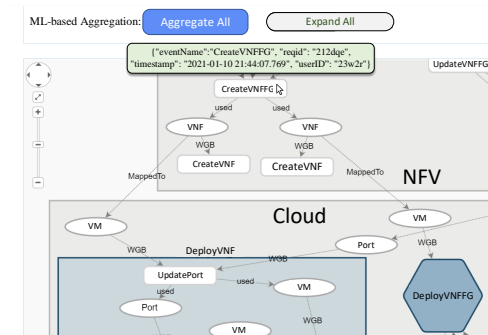 ML-based Aggregation: Aggregate All Expand All
{"eventName":"CreateVNFFG", "reqid": "212dqe",
"timestamp": "2021-01-10 21:44:07.769", "userID": "23w2r"}
UpdateVNFFG
CreateVNFFG
used used
VNF VNF
WGB WGB
CreateVNF CreateVNF
MappedTo MappedTo
NFV
Cloud
VM VM
WGB DeployVNF Port WGB
WGB
UpdatePort
used used VM
Port DeployVNFFG
WGB
VM